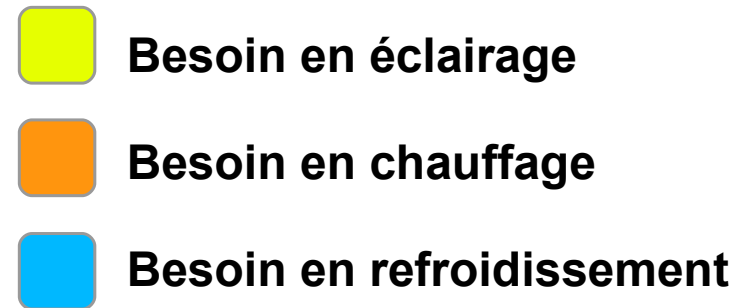 Besoin en éclairage
Besoin en chauffage
Besoin en refroidissement